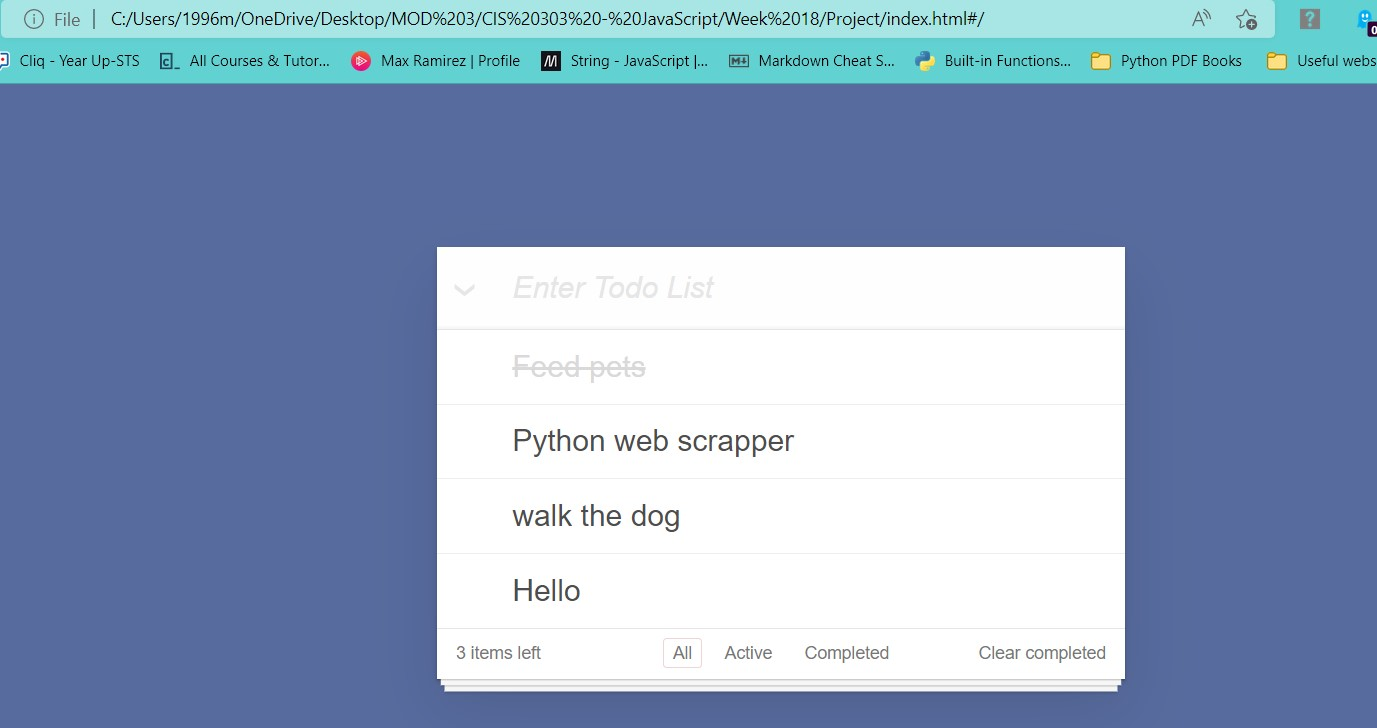 File | C:/Users/1996m/OneDrive/Desktop/MOD%203/CIS%20303%20-%20JavaScript/Week%2018/Project/index.html#/
Cliq - Year Up-STS All Courses & Tutor... Max Ramirez | Profile String - JavaScript |... Markdown Cheat S... Built-in Functions... Python PDF Books Useful webs
Enter Todo List
Feed pets
Python web scrapper
walk the dog
Hello
3 items left All Active Completed Clear completed